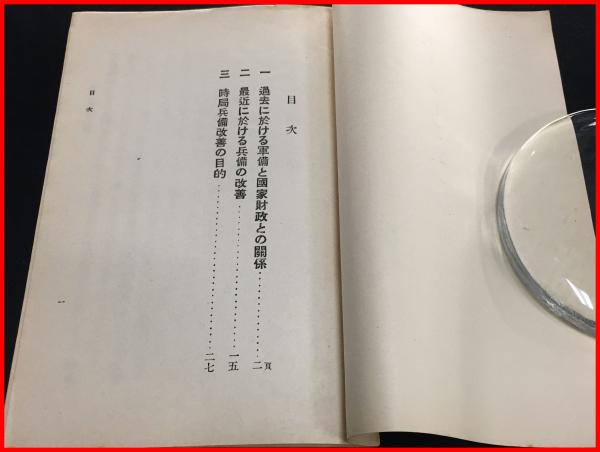 目次
一 過去に於ける軍備と國家財政との關係……………二頁
二 最近に於ける兵備の改善……………………一五
三 時局兵備改善の目的……………………二七
目次
一